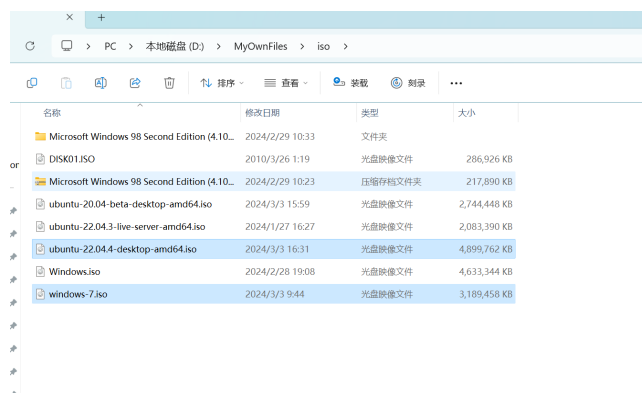 PC > 本地磁盘 (D:) > MyOwnFiles > iso >
排序 查看 装载 刻录
名称 修改日期 类型 大小
Microsoft Windows 98 Second Edition (4.10... 2024/2/29 10:33 文件夹
or
DISK01.ISO 2010/3/26 1:19 光盘映像文件 286,926 KB
Microsoft Windows 98 Second Edition (4.10... 2024/2/29 10:23 压缩存档文件夹 217,890 KB
ubuntu-20.04-beta-desktop-amd64.iso 2024/3/3 15:59 光盘映像文件 2,744,448 KB
ubuntu-22.04.3-live-server-amd64.iso 2024/1/27 16:27 光盘映像文件 2,083,390 KB
ubuntu-22.04.4-desktop-amd64.iso 2024/3/3 16:31 光盘映像文件 4,899,762 KB
Windows.iso 2024/2/28 19:08 光盘映像文件 4,633,344 KB
windows-7.iso 2024/3/3 9:44 光盘映像文件 3,189,458 KB